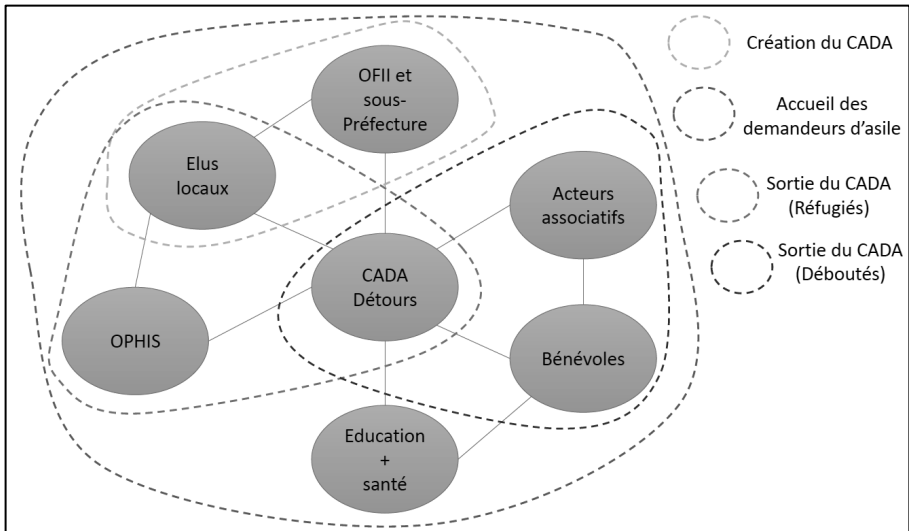 OFII et
sous-
Préfecture
Elus
locaux
Acteurs
associatifs
CADA
Détours
OPHIS
Bénévoles
Education
+
santé
Création du CADA
Accueil des
demandeurs d'asile
Sortie du CADA
(Réfugiés)
Sortie du CADA
(Déboutés)